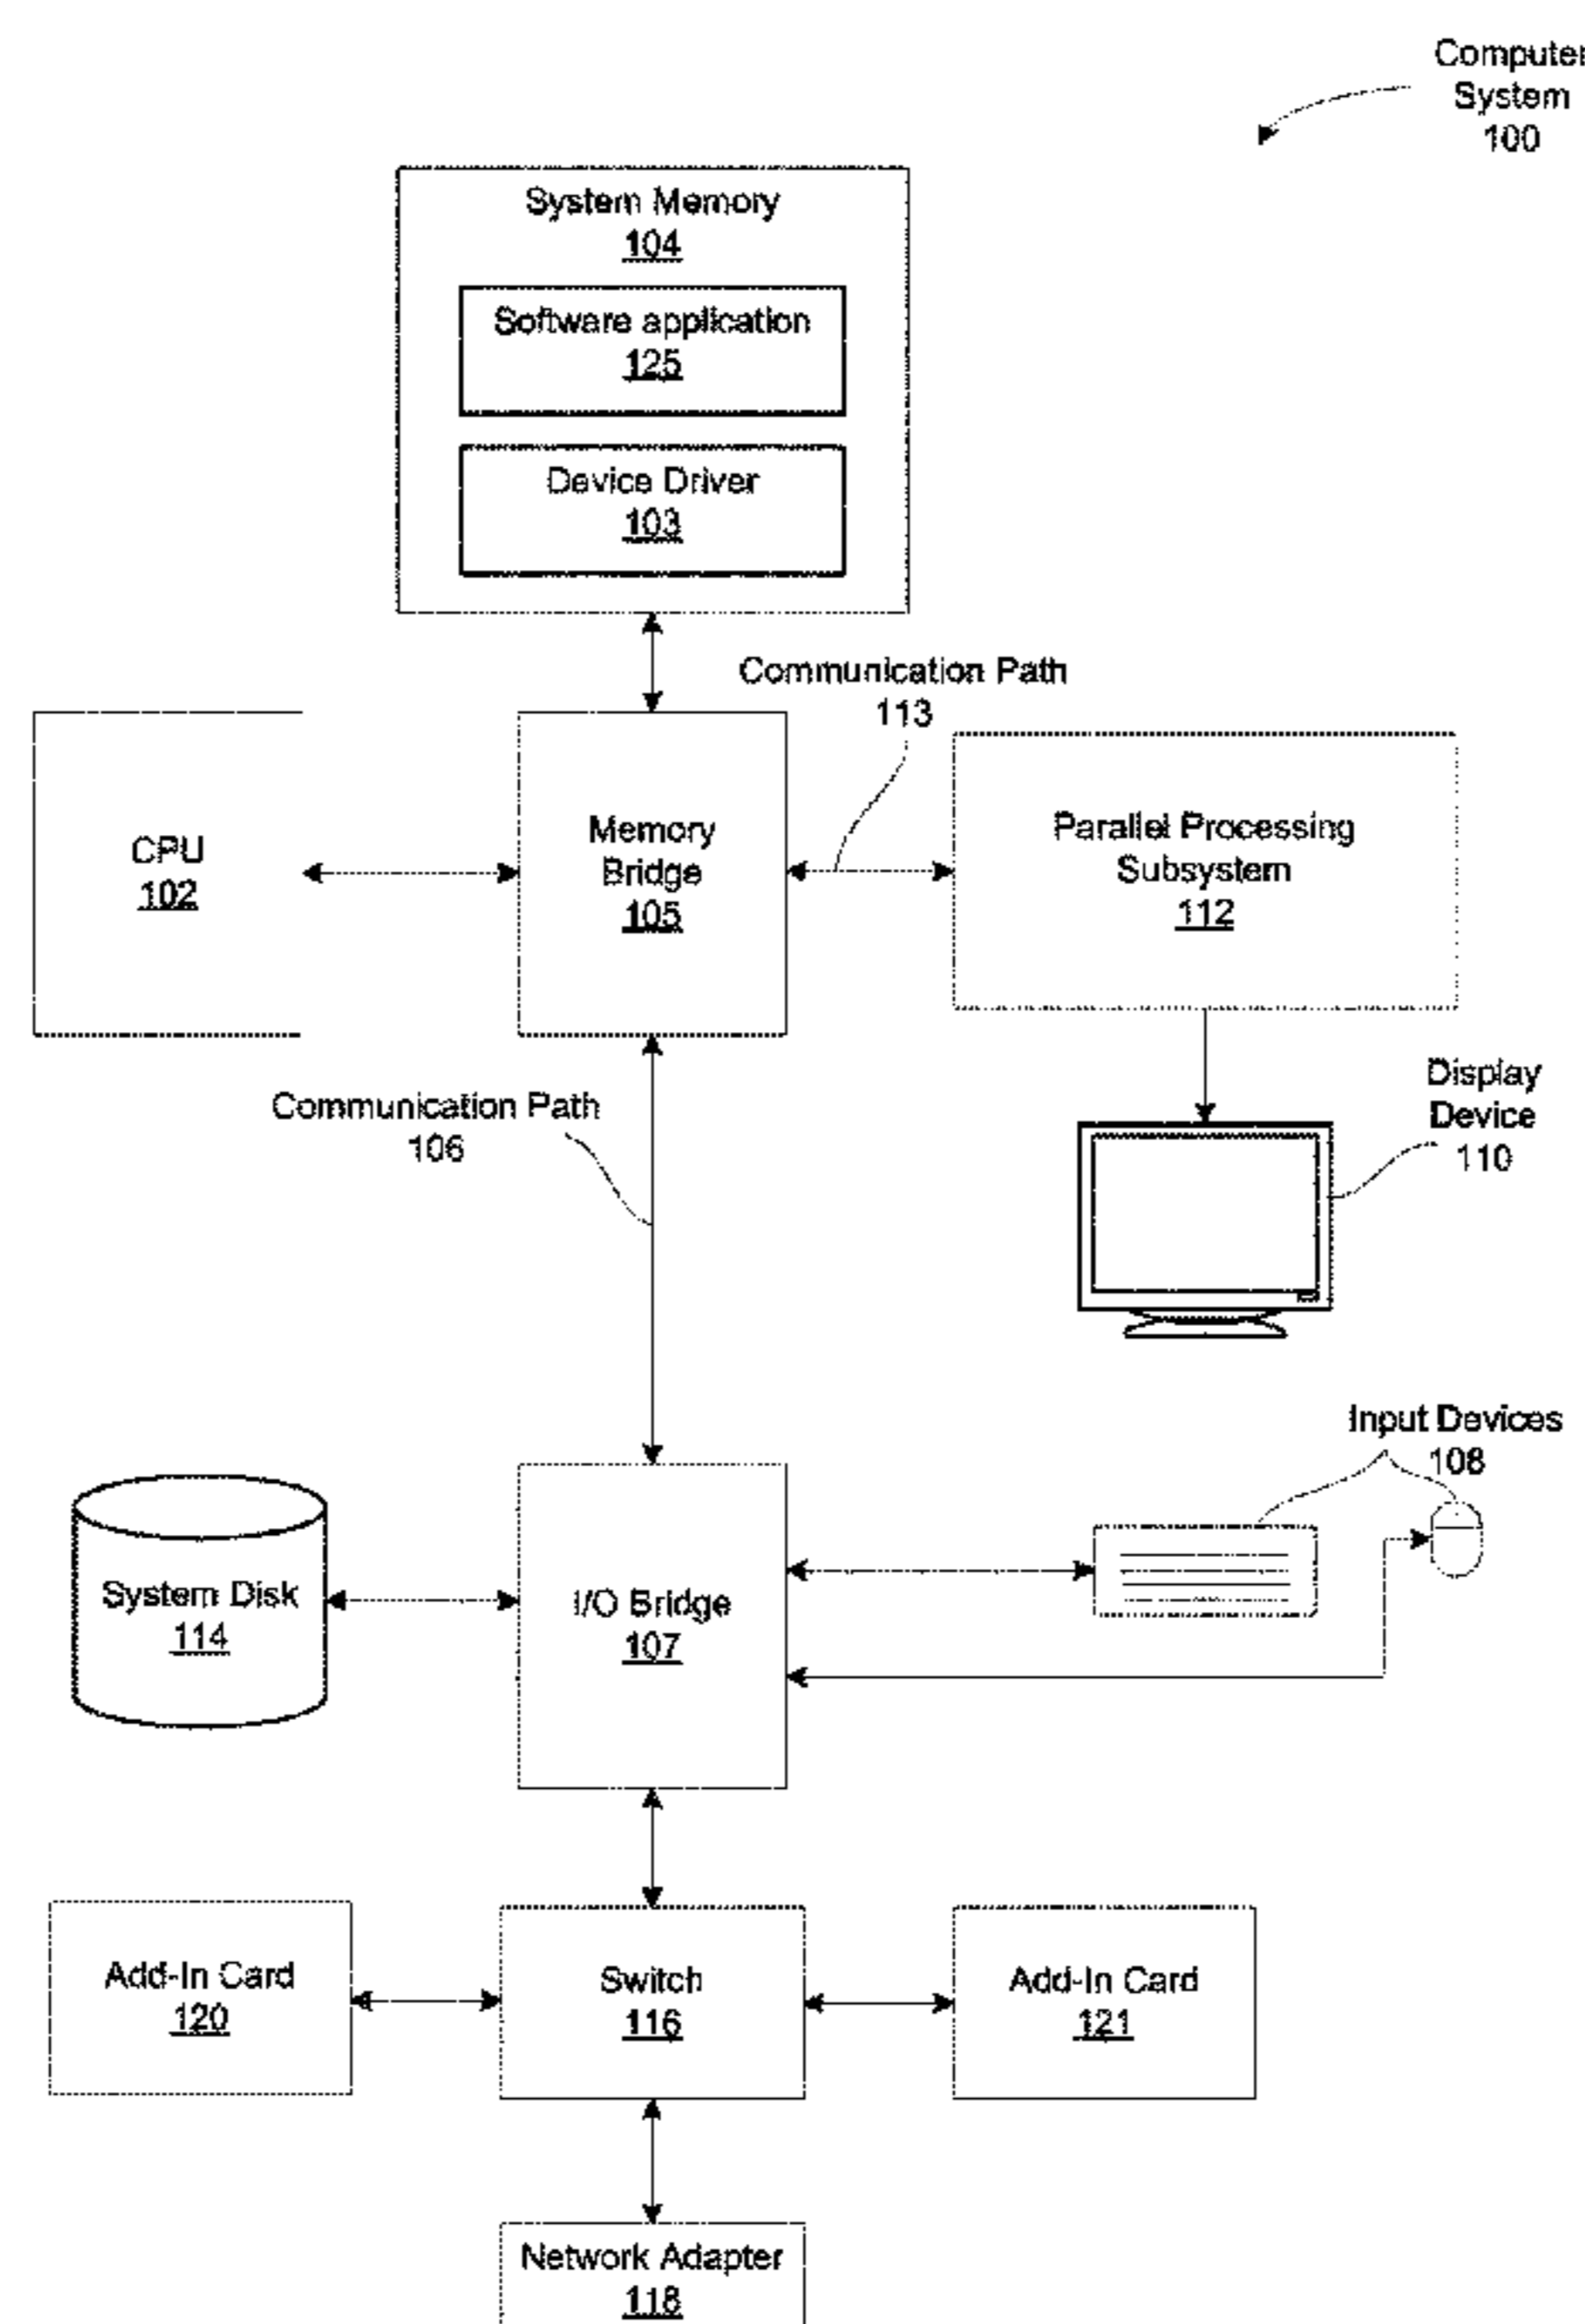 Computer
System
100
System Memory
104
Software application
125
Device Driver
103
Communication Path
113
CPU
102
Memory
Bridge
105
Parallel Processing
Subsystem
112
Communication Path
106
Display
Device
110
Input Devices
108
System Disk
114
I/O Bridge
107
Add-In Card
120
Switch
116
Add-In Card
121
Network Adapter
118